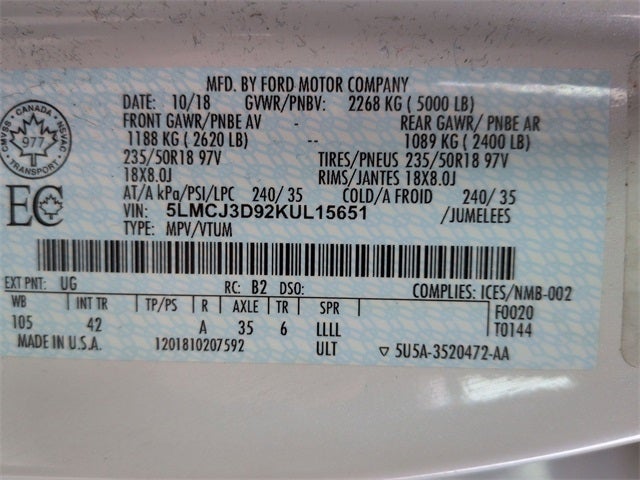 MFD. BY FORD MOTOR COMPANY
DATE: 10/18 GVWR/PNBV: 2268 KG ( 5000 LB)
FRONT GAWR/PNBE AV - REAR GAWR/ PNBE AR
1188 KG ( 2620 LB) -- 1089 KG ( 2400 LB)
235/50R18 97V TIRES/PNEUS 235/50R18 97V
18X8.0J RIMS/JANTES 18X8.0J
AT/A kPa/PSI/LPC 240/ 35 COLD/A FROID 240/ 35
VIN: 5LMCJ3D92KUL15651 /JUMELEES
TYPE: MPV/VTUM
CANADA
CMVSS NSVAC
977
TRANSPORT
EC
EXT PNT: UG RC: B2 DSO: COMPLIES: ICES/NMB-002
WB INT TR TP/PS R AXLE TR SPR F0020
105 42 A 35 6 LLLL T0144
MADE IN U.S.A. 1201810207592 ULT ▽ 5U5A-3520472-AA